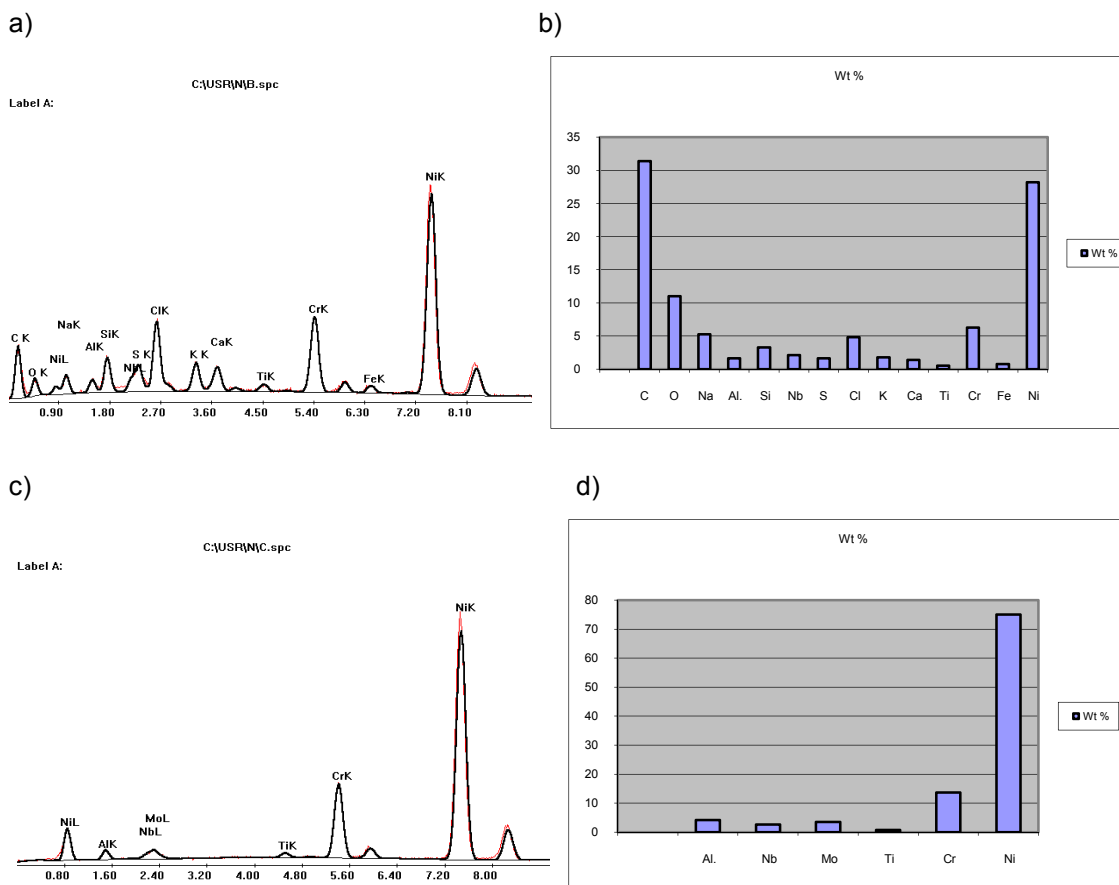 a)
C:\USR\N\B.spc
Label A:
NiK
ClK
CrK
NaK
SiK
C K
AlK
S K
K K
CaK
NiL
O K
TiK
FeK
0.90 1.80 2.70 3.60 4.50 5.40 6.30 7.20 8.10
b)
Wt %
35
30
25
20
15
10
5
0
C O Na Al. Si Nb S Cl K Ca Ti Cr Fe Ni
Wt %
c)
C:\USR\N\C.spc
Label A:
NiK
CrK
NiL
MoL
AlK
NbL
TiK
0.80 1.60 2.40 3.20 4.00 4.80 5.60 6.40 7.20 8.00
d)
Wt %
80
70
60
50
40
30
20
10
0
Al. Nb Mo Ti Cr Ni
Wt %